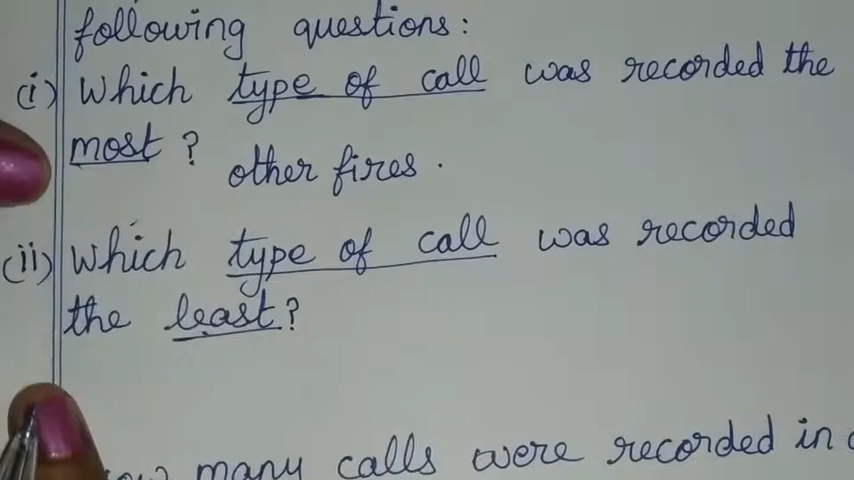 following questions:
(i) Which type of call was recorded the
most?
other fires.
(ii) Which type of call was recorded
the least?
many calls were recorded in